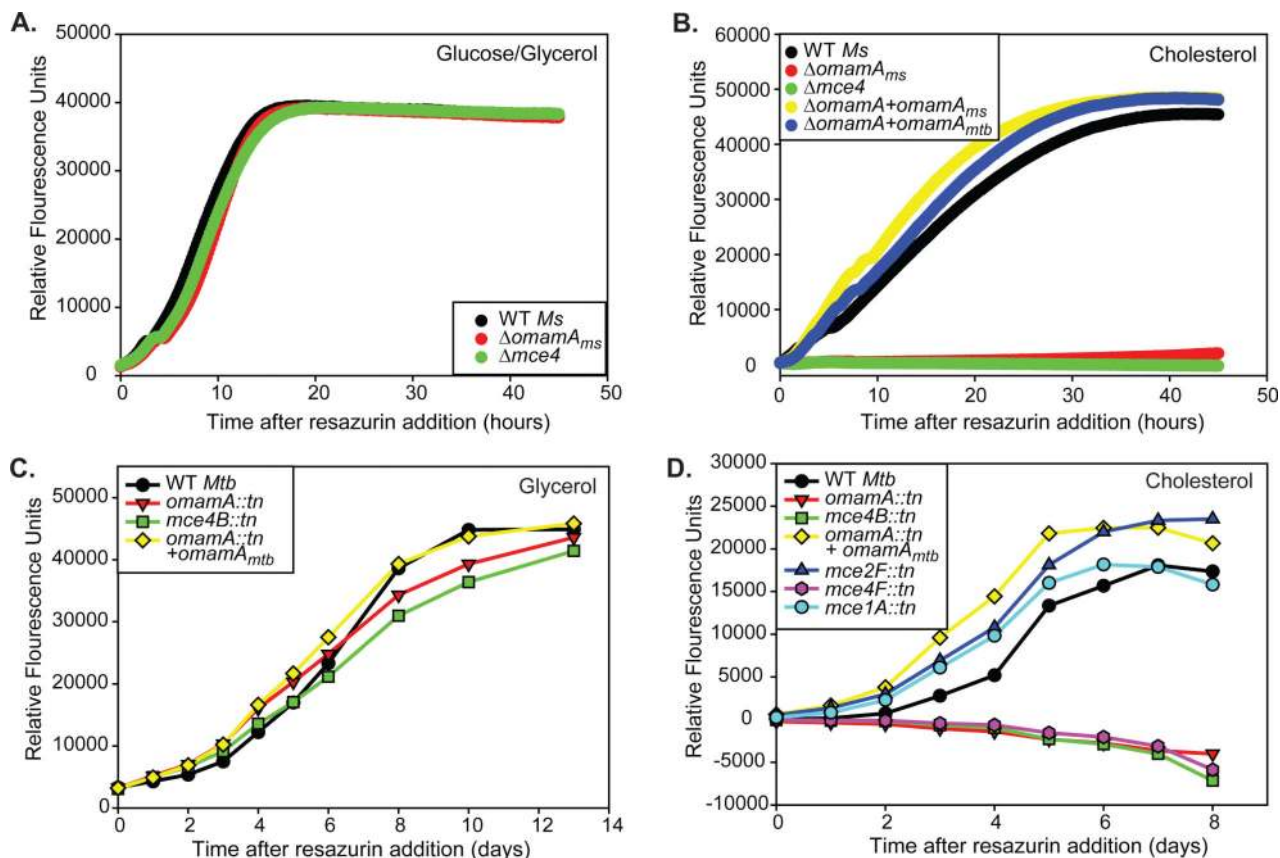 A.
Glucose/Glycerol
Relative Flourescence Units
50000
40000
30000
20000
10000
0
WT Ms
ΔomamAms
Δmce4
0 10 20 30 40 50
Time after resazurin addition (hours)
B.
Cholesterol
Relative Flourescence Units
60000
50000
40000
30000
20000
10000
0
WT Ms
ΔomamAms
Δmce4
ΔomamA+omamAms
ΔomamA+omamAmtb
0 10 20 30 40 50
Time after resazurin addition (hours)
C.
Glycerol
Relative Flourescence Units
50000
40000
30000
20000
10000
0
WT Mtb
omamA::tn
mce4B::tn
omamA::tn
+omamAmtb
0 2 4 6 8 10 12 14
Time after resazurin addition (days)
D.
Cholesterol
Relative Flourescence Units
30000
25000
20000
15000
10000
5000
0
-5000
-10000
WT Mtb
omamA::tn
mce4B::tn
omamA::tn
+ omamAmtb
mce2F::tn
mce4F::tn
mce1A::tn
0 2 4 6 8
Time after resazurin addition (days)